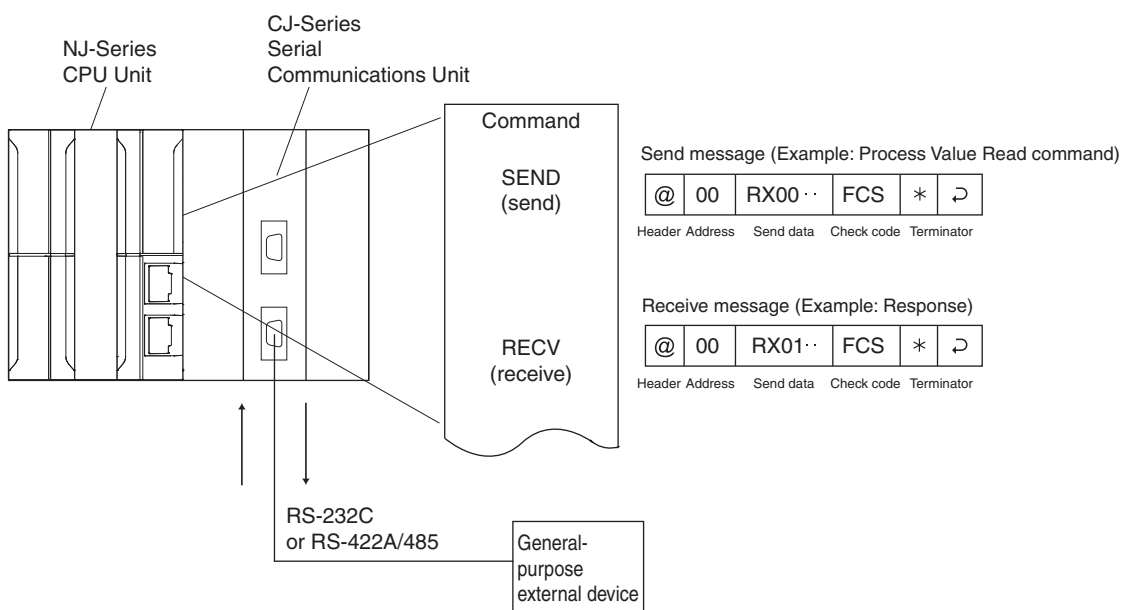 NJ-Series
CPU Unit
CJ-Series
Serial
Communications Unit
Command
SEND
(send)
RECV
(receive)
Send message (Example: Process Value Read command)
@ 00 RX00·· FCS * ⊋
Header Address Send data Check code Terminator
Receive message (Example: Response)
@ 00 RX01·· FCS * ⊋
Header Address Send data Check code Terminator
RS-232C
or RS-422A/485
General-
purpose
external device